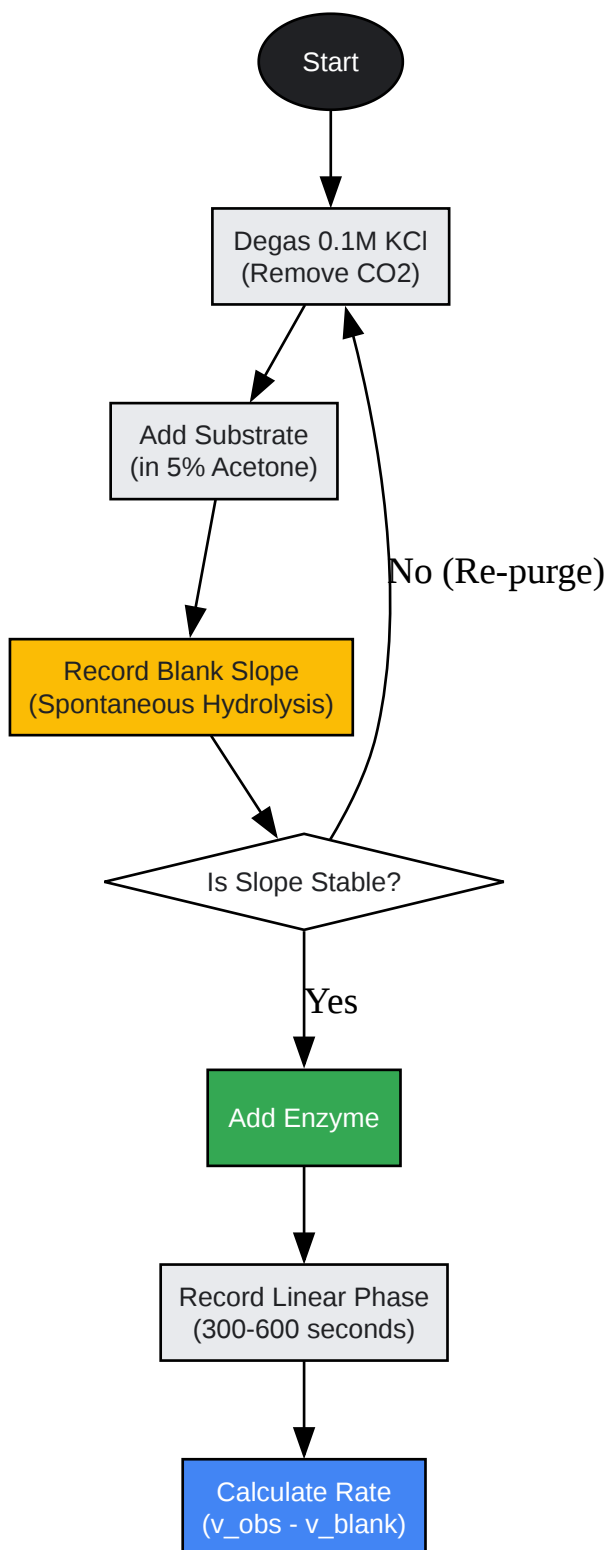 Start
Degas 0.1M KCl
(Remove CO2)
Add Substrate
(in 5% Acetone)
No (Re-purge)
Record Blank Slope
(Spontaneous Hydrolysis)
Is Slope Stable?
Yes
Add Enzyme
Record Linear Phase
(300-600 seconds)
Calculate Rate
(v_obs - v_blank)